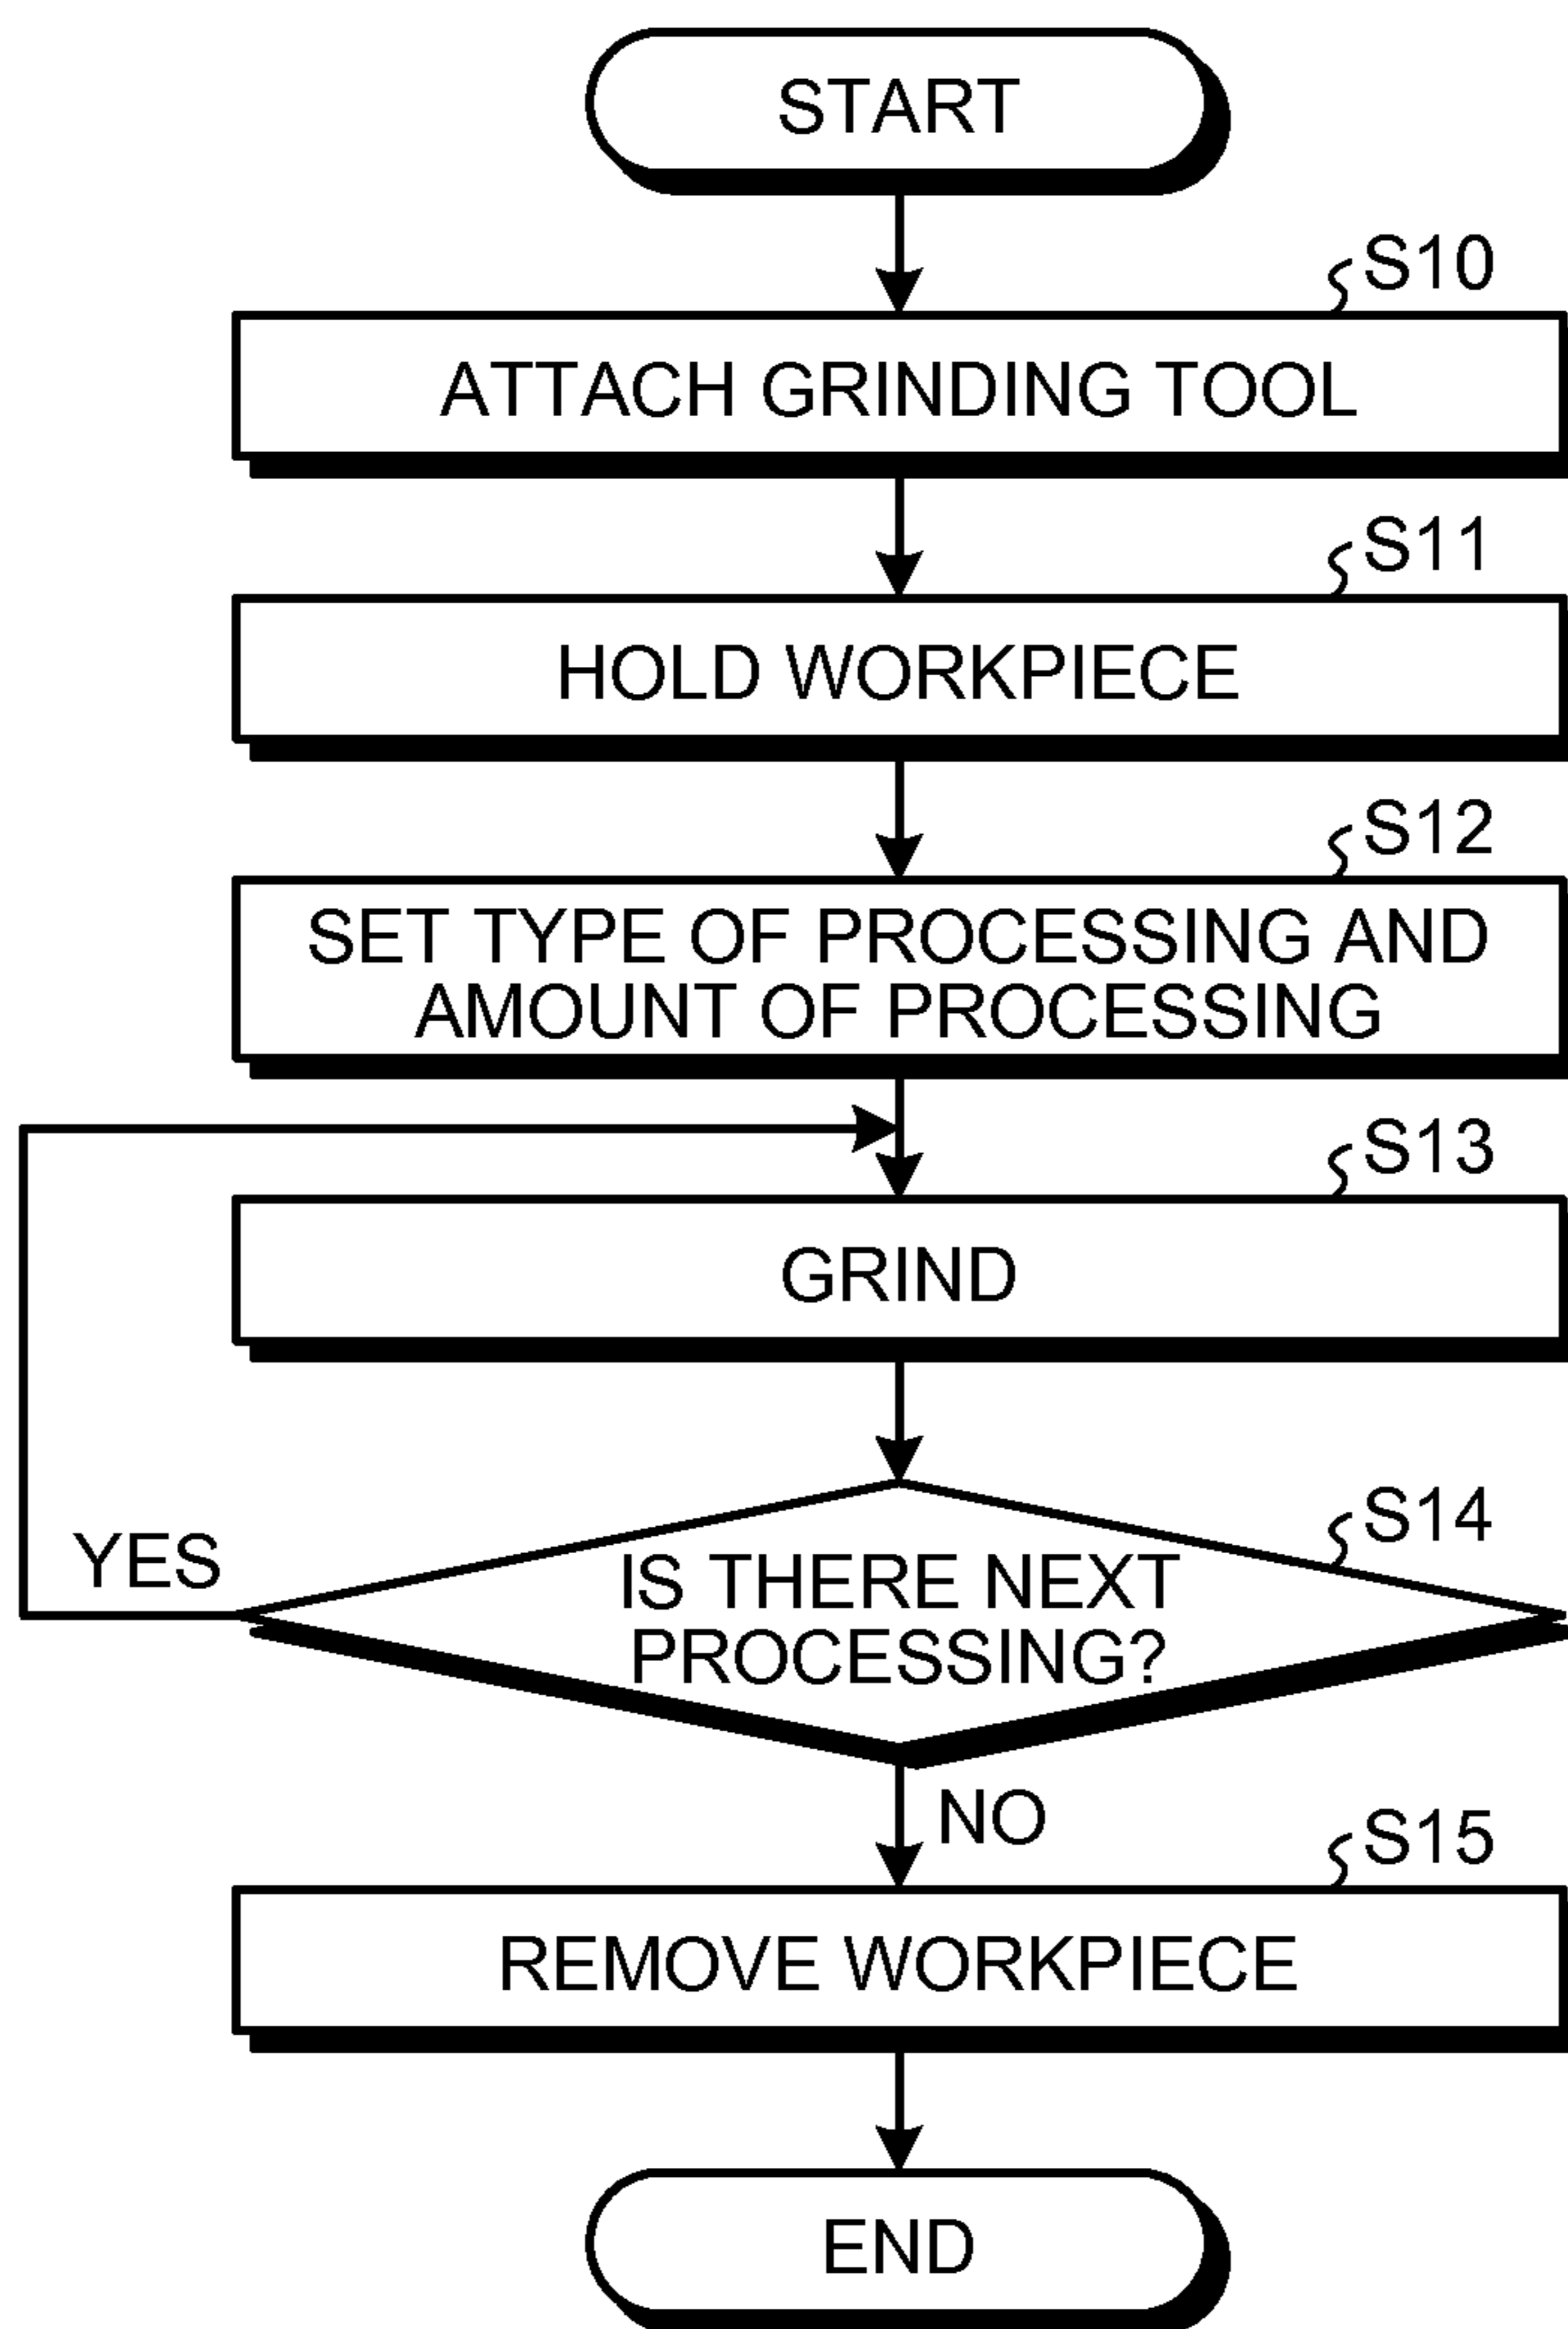 START
S10
ATTACH GRINDING TOOL
S11
HOLD WORKPIECE
S12
SET TYPE OF PROCESSING AND
AMOUNT OF PROCESSING
S13
GRIND
S14
YES
IS THERE NEXT
PROCESSING?
NO
S15
REMOVE WORKPIECE
END